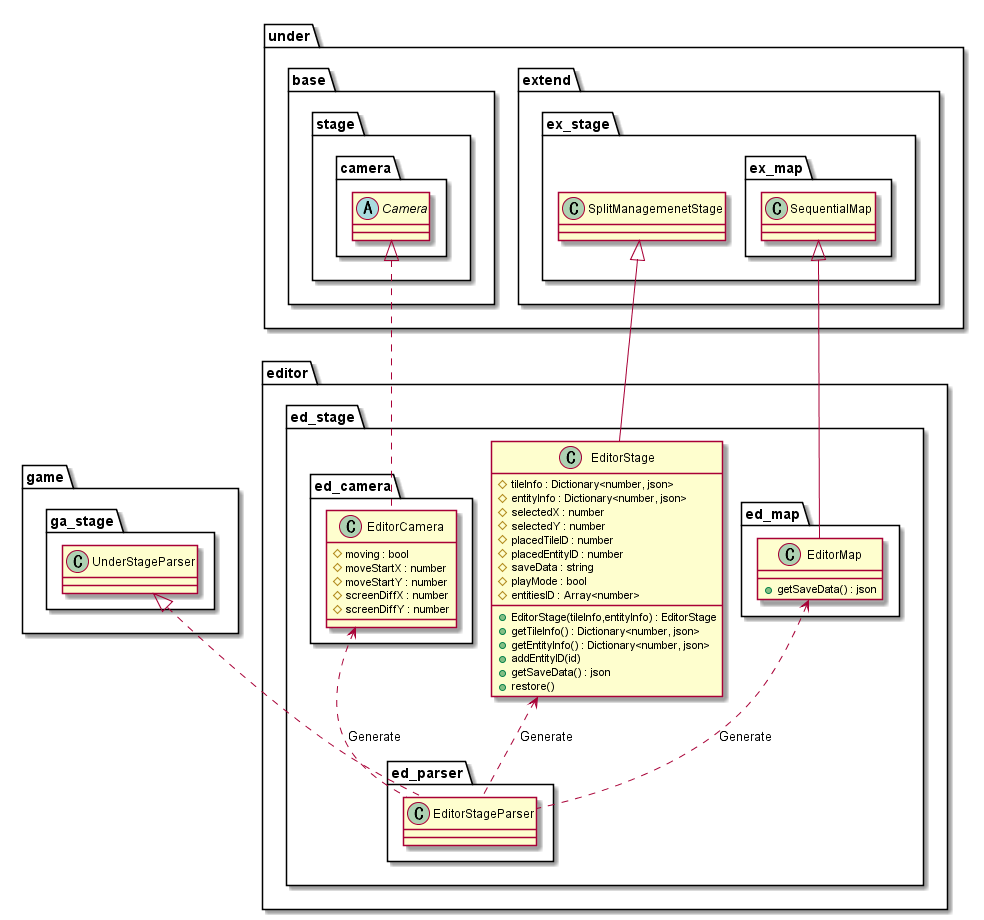 under
base
extend
stage
ex_stage
camera
ex_map
A Camera
C SplitManagemenetStage
C SequentialMap
editor
ed_stage
C EditorStage
tileInfo : Dictionary<number, json>
entityInfo : Dictionary<number, json>
selectedX : number
selectedY : number
placedTileID : number
placedEntityID : number
saveData : string
playMode : bool
entitiesID : Array<number>
EditorStage(tileInfo,entityInfo) : EditorStage
getTileInfo() : Dictionary<number, json>
getEntityInfo() : Dictionary<number, json>
addEntityID(id)
getSaveData() : json
restore()
game
ga_stage
C UnderStageParser
ed_camera
C EditorCamera
moving : bool
moveStartX : number
moveStartY : number
screenDiffX : number
screenDiffY : number
ed_map
C EditorMap
getSaveData() : json
Generate
Generate
Generate
ed_parser
C EditorStageParser